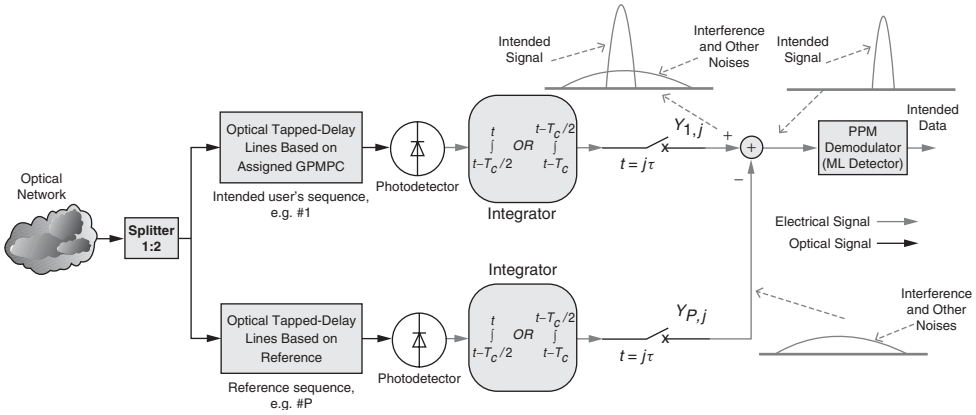 Optical
Network
Splitter
1:2
Optical Tapped-Delay
Lines Based on
Assigned GPMPC
Intended user's sequence,
e.g. #1
Photodetector
t
∫
t–Tc/2
OR
t–Tc/2
∫
t–Tc
Integrator
Y1,j
t = jτ
Intended
Signal
Interference
and Other
Noises
+
+
–
Intended
Signal
PPM
Demodulator
(ML Detector)
Intended
Data
Electrical Signal
Optical Signal
Optical Tapped-Delay
Lines Based on
Reference
Reference sequence,
e.g. #P
Photodetector
Integrator
t
∫
t–Tc/2
OR
t–Tc/2
∫
t–Tc
YP,j
t = jτ
Interference
and Other
Noises